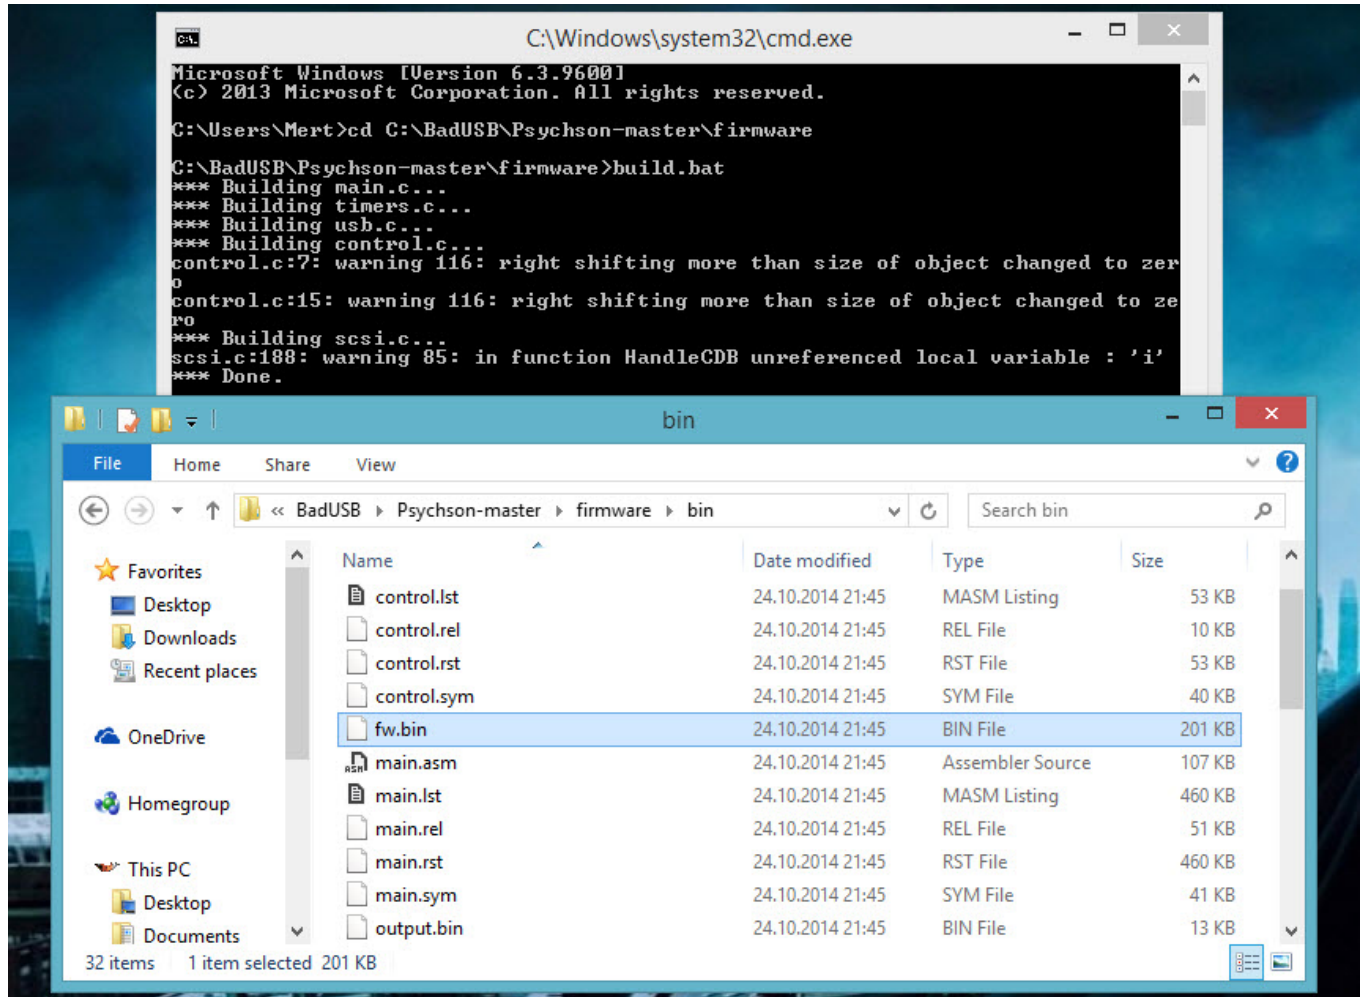 C:\Windows\system32\cmd.exe
Microsoft Windows [Version 6.3.9600]
(c) 2013 Microsoft Corporation. All rights reserved.
C:\Users\Mert>cd C:\BadUSB\Psychson-master\firmware
C:\BadUSB\Psychson-master\firmware>build.bat
*** Building main.c...
*** Building timers.c...
*** Building usb.c...
*** Building control.c...
control.c:7: warning 116: right shifting more than size of object changed to zer
o
control.c:15: warning 116: right shifting more than size of object changed to ze
ro
*** Building scsi.c...
scsi.c:188: warning 85: in function HandleCDB unreferenced local variable : 'i'
*** Done.
bin
File Home Share View
« BadUSB Psychson-master firmware bin Search bin
Name Date modified Type Size
Favorites
Desktop
Downloads
Recent places
OneDrive
Homegroup
This PC
Desktop
Documents
control.lst 24.10.2014 21:45 MASM Listing 53 KB
control.rel 24.10.2014 21:45 REL File 10 KB
control.rst 24.10.2014 21:45 RST File 53 KB
control.sym 24.10.2014 21:45 SYM File 40 KB
fw.bin 24.10.2014 21:45 BIN File 201 KB
main.asm 24.10.2014 21:45 Assembler Source 107 KB
main.lst 24.10.2014 21:45 MASM Listing 460 KB
main.rel 24.10.2014 21:45 REL File 51 KB
main.rst 24.10.2014 21:45 RST File 460 KB
main.sym 24.10.2014 21:45 SYM File 41 KB
output.bin 24.10.2014 21:45 BIN File 13 KB
32 items 1 item selected 201 KB